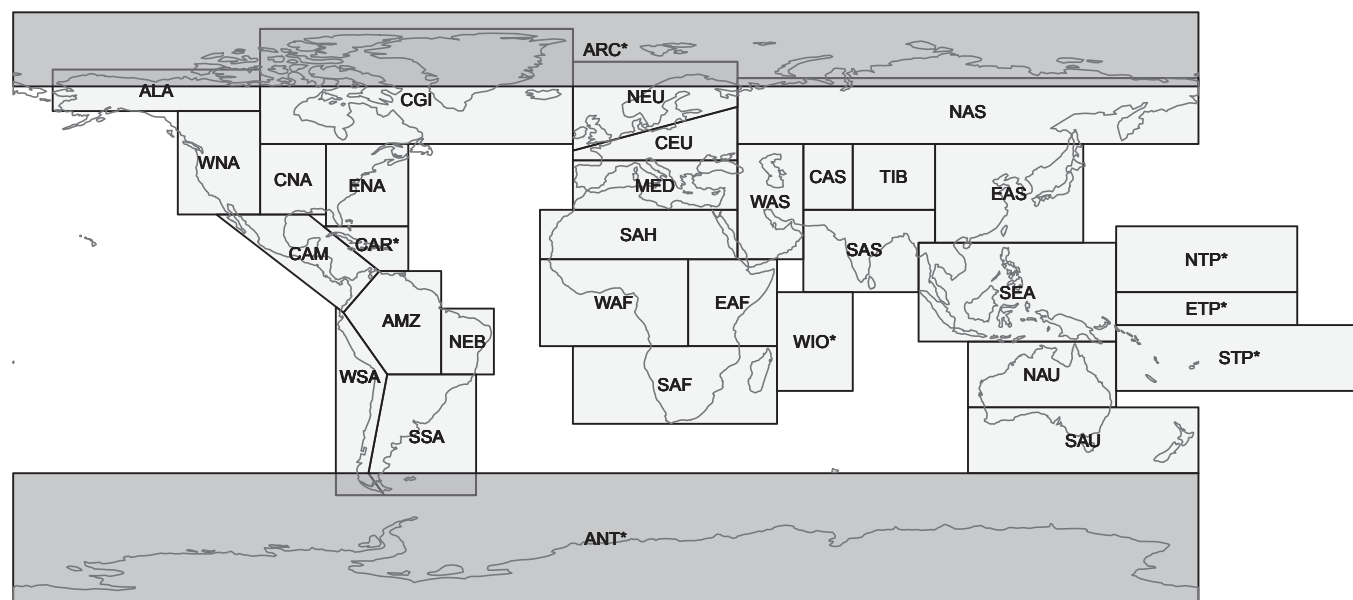 ARC*
ALA
CGI
NEU
NAS
CEU
WNA
CNA
ENA
MED
WAS
CAS
TIB
EAS
CAM
CAR*
SAH
SAS
NTP*
SEA
WAF
EAF
ETP*
AMZ
NEB
WIO*
STP*
WSA
SAF
NAU
SSA
SAU
ANT*